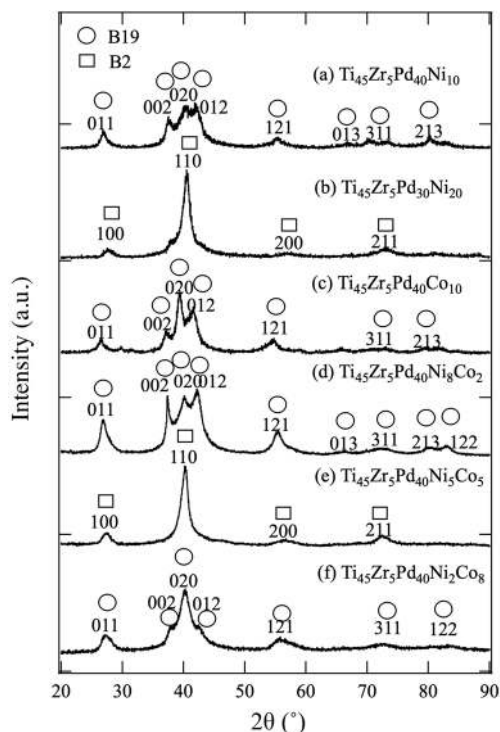 B19
B2
(a) Ti₄₅Zr₅Pd₄₀Ni₁₀
011 002 020 012 121 013 311 213
110
(b) Ti₄₅Zr₅Pd₃₀Ni₂₀
100 200 211
(c) Ti₄₅Zr₅Pd₄₀Co₁₀
011 002 020 012 121 311 213
(d) Ti₄₅Zr₅Pd₄₀Ni₈Co₂
011 002 020 012 121 013 311 213 122
110
(e) Ti₄₅Zr₅Pd₄₀Ni₅Co₅
100 200 211
(f) Ti₄₅Zr₅Pd₄₀Ni₂Co₈
011 002 020 012 121 311 122
20 30 40 50 60 70 80 90
2θ (°)
Intensity (a.u.)